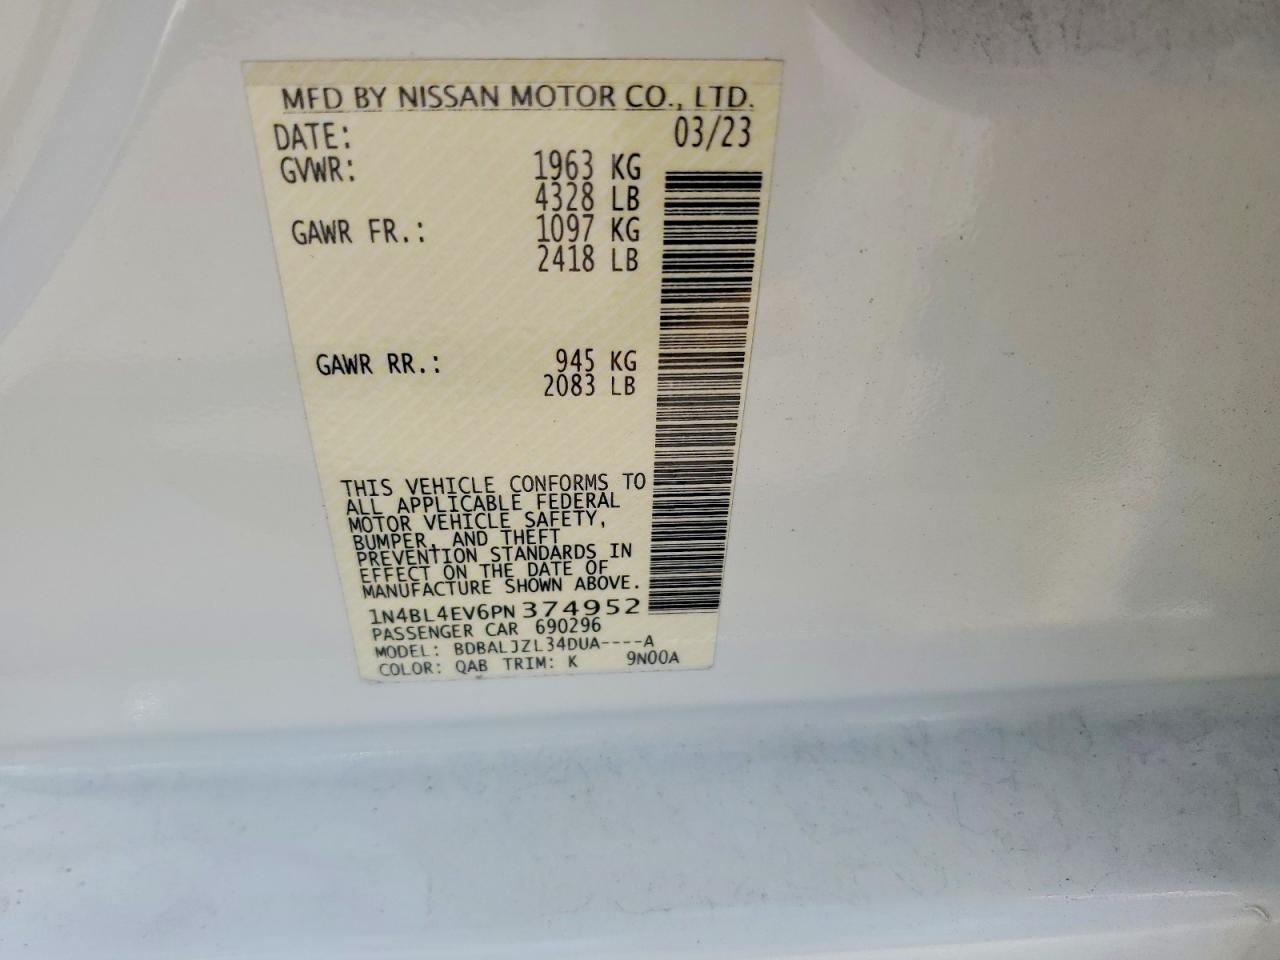 MFD BY NISSAN MOTOR CO., LTD.
DATE: 03/23
GVWR: 1963 KG
4328 LB
GAWR FR.: 1097 KG
2418 LB
GAWR RR.: 945 KG
2083 LB
THIS VEHICLE CONFORMS TO
ALL APPLICABLE FEDERAL
MOTOR VEHICLE SAFETY,
BUMPER, AND THEFT
PREVENTION STANDARDS IN
EFFECT ON THE DATE OF
MANUFACTURE SHOWN ABOVE.
1N4BL4EV6PN374952
PASSENGER CAR 690296
MODEL: BDBALJZL34DUA----A
COLOR: QAB TRIM: K 9N00A